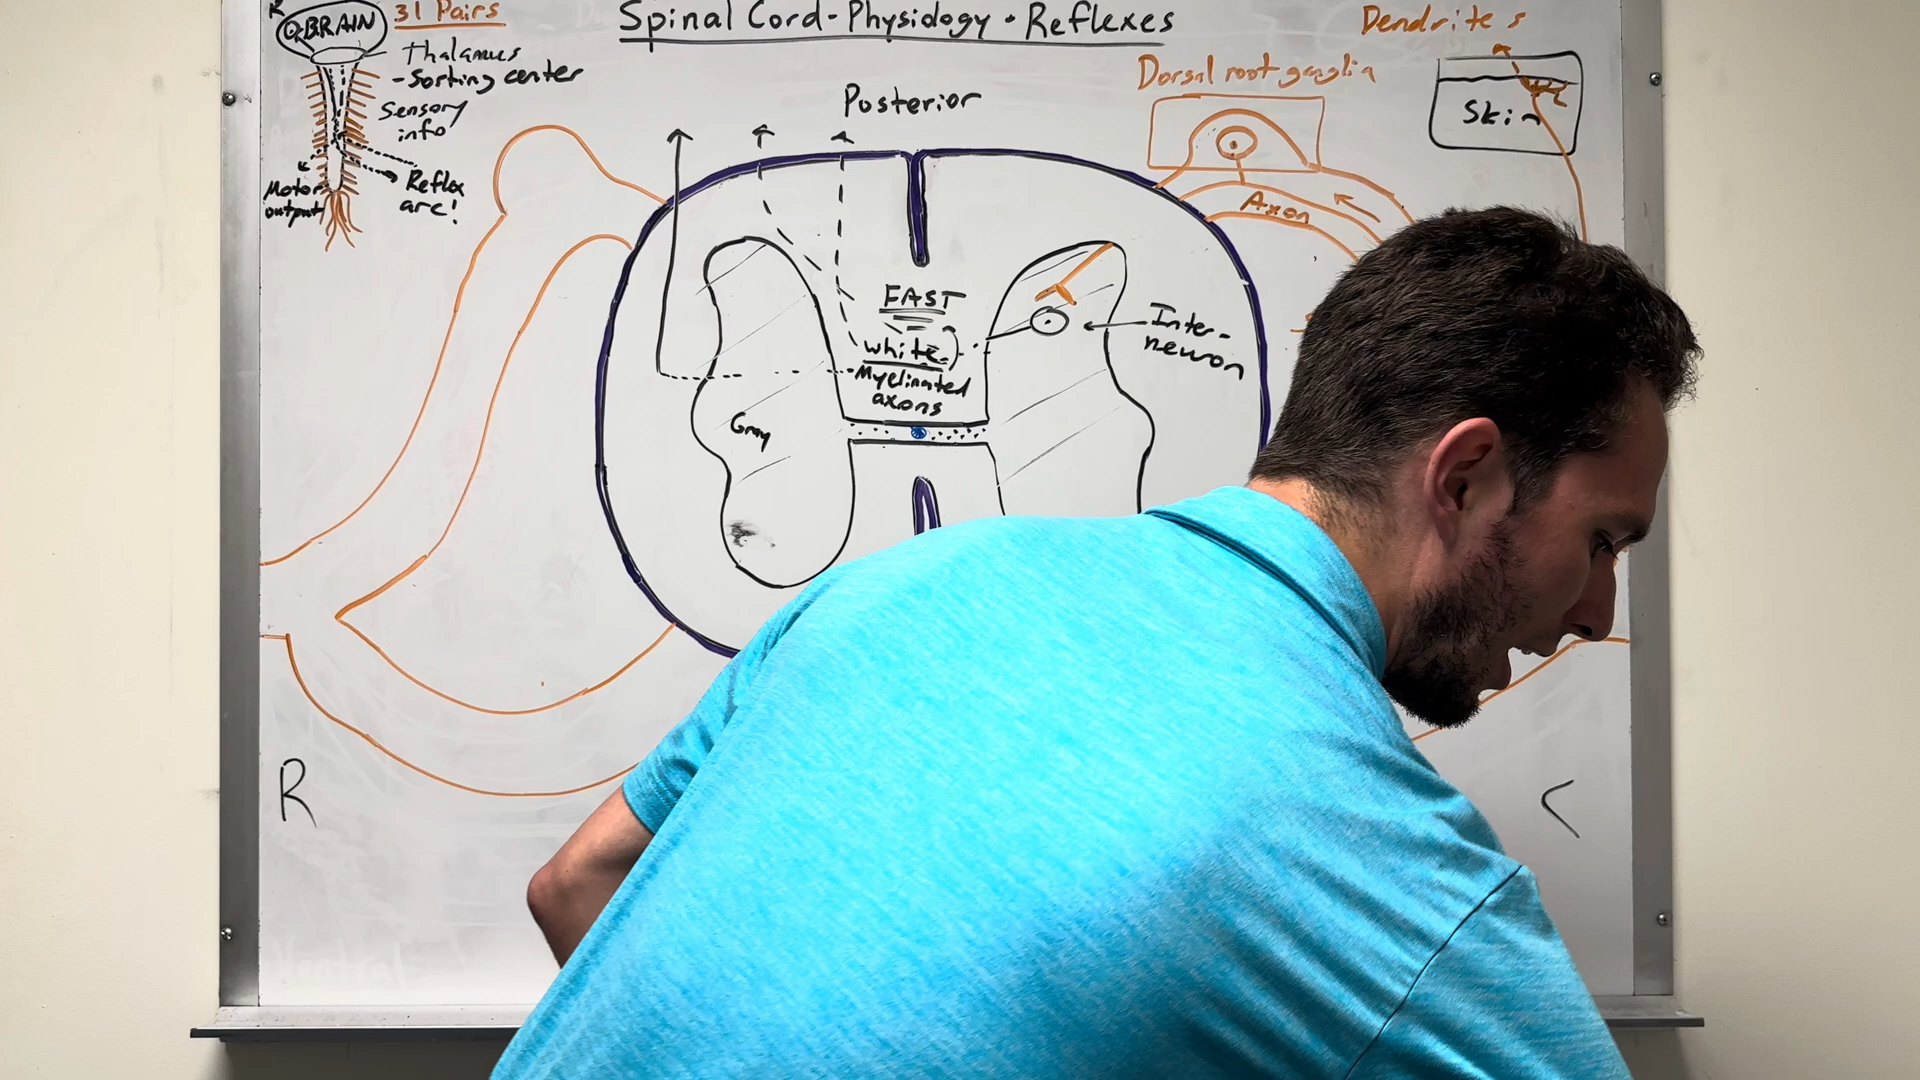 BRAIN
31 Pairs
Thalamus
- Sorting center
Sensory
info
Motor
output
Reflex
arc!
Spinal Cord - Physiology • Reflexes
Posterior
Dorsal root ganglia
Dendrites
Skin
Axon
FAST
white
Myelinated
axons
Inter-
neuron
Gray
R
Ventral